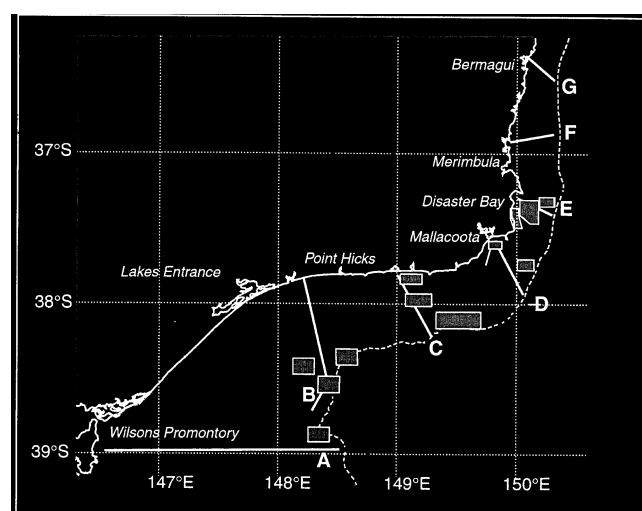 Bermagui
G
F
37°S
Merimbula
Disaster Bay
E
Mallacoota
Point Hicks
Lakes Entrance
38°S
D
C
B
Wilsons Promontory
39°S
A
147°E
148°E
149°E
150°E